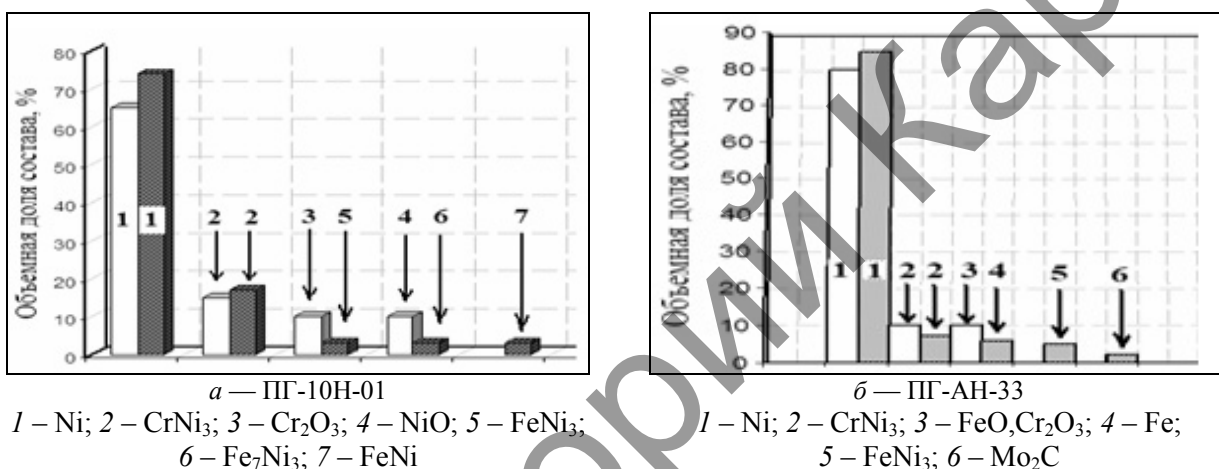 80
70
60
50
40
30
20
10
0
Объемная доля состава, %
1 1 2 2 3 5 4 6 7
90
80
70
60
50
40
30
20
10
0
Объемная доля состава, %
1 1 2 2 3 4 5 6
а — ПГ-10Н-01
1 – Ni; 2 – CrNi₃; 3 – Cr₂O₃; 4 – NiO; 5 – FeNi₃;
6 – Fe₇Ni₃; 7 – FeNi
б — ПГ-АН-33
1 – Ni; 2 – CrNi₃; 3 – FeO,Cr₂O₃; 4 – Fe;
5 – FeNi₃; 6 – Mo₂C